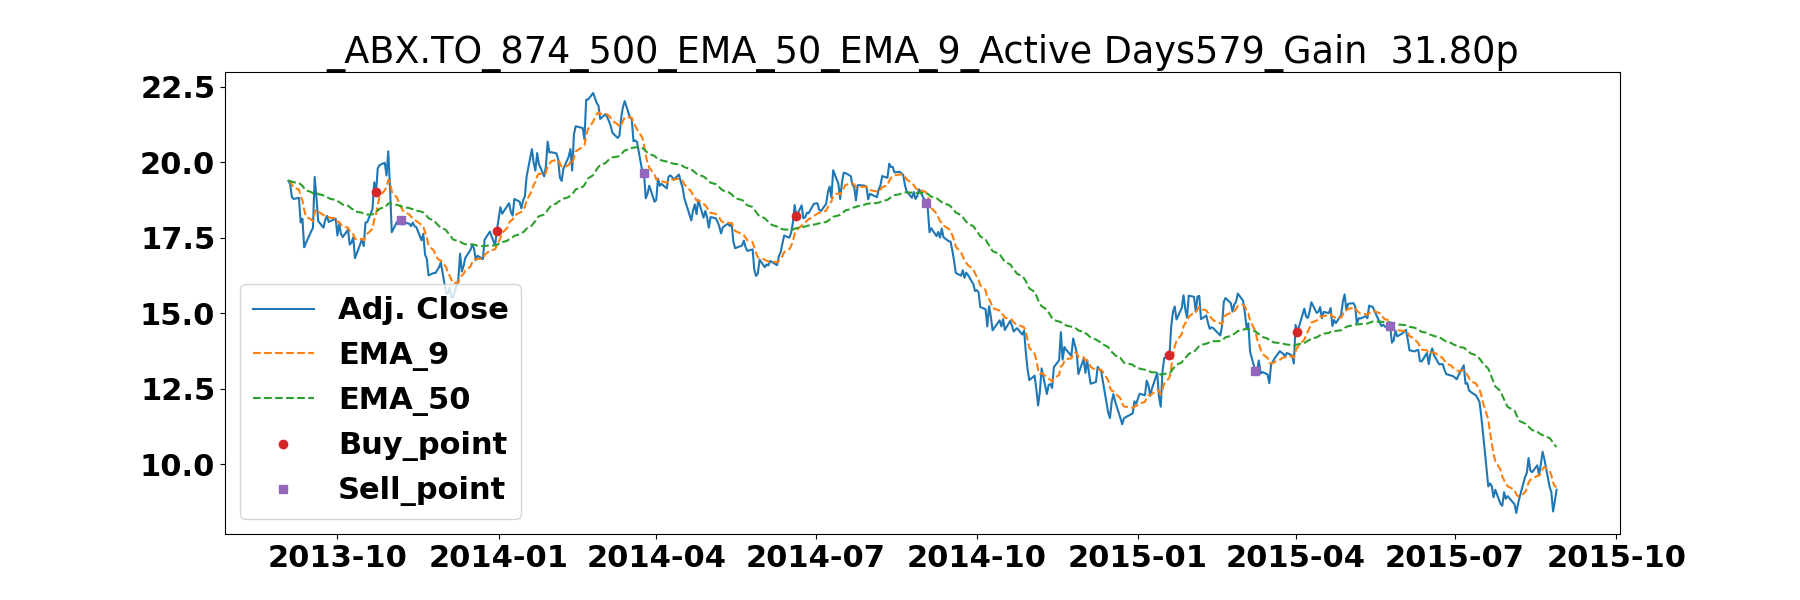 _ABX.TO_874_500_EMA_50_EMA_9_Active Days579_Gain  31.80p
22.5
20.0
17.5
15.0
12.5
10.0
Adj. Close
EMA_9
EMA_50
Buy_point
Sell_point
2013-10 2014-01 2014-04 2014-07 2014-10 2015-01 2015-04 2015-07 2015-10